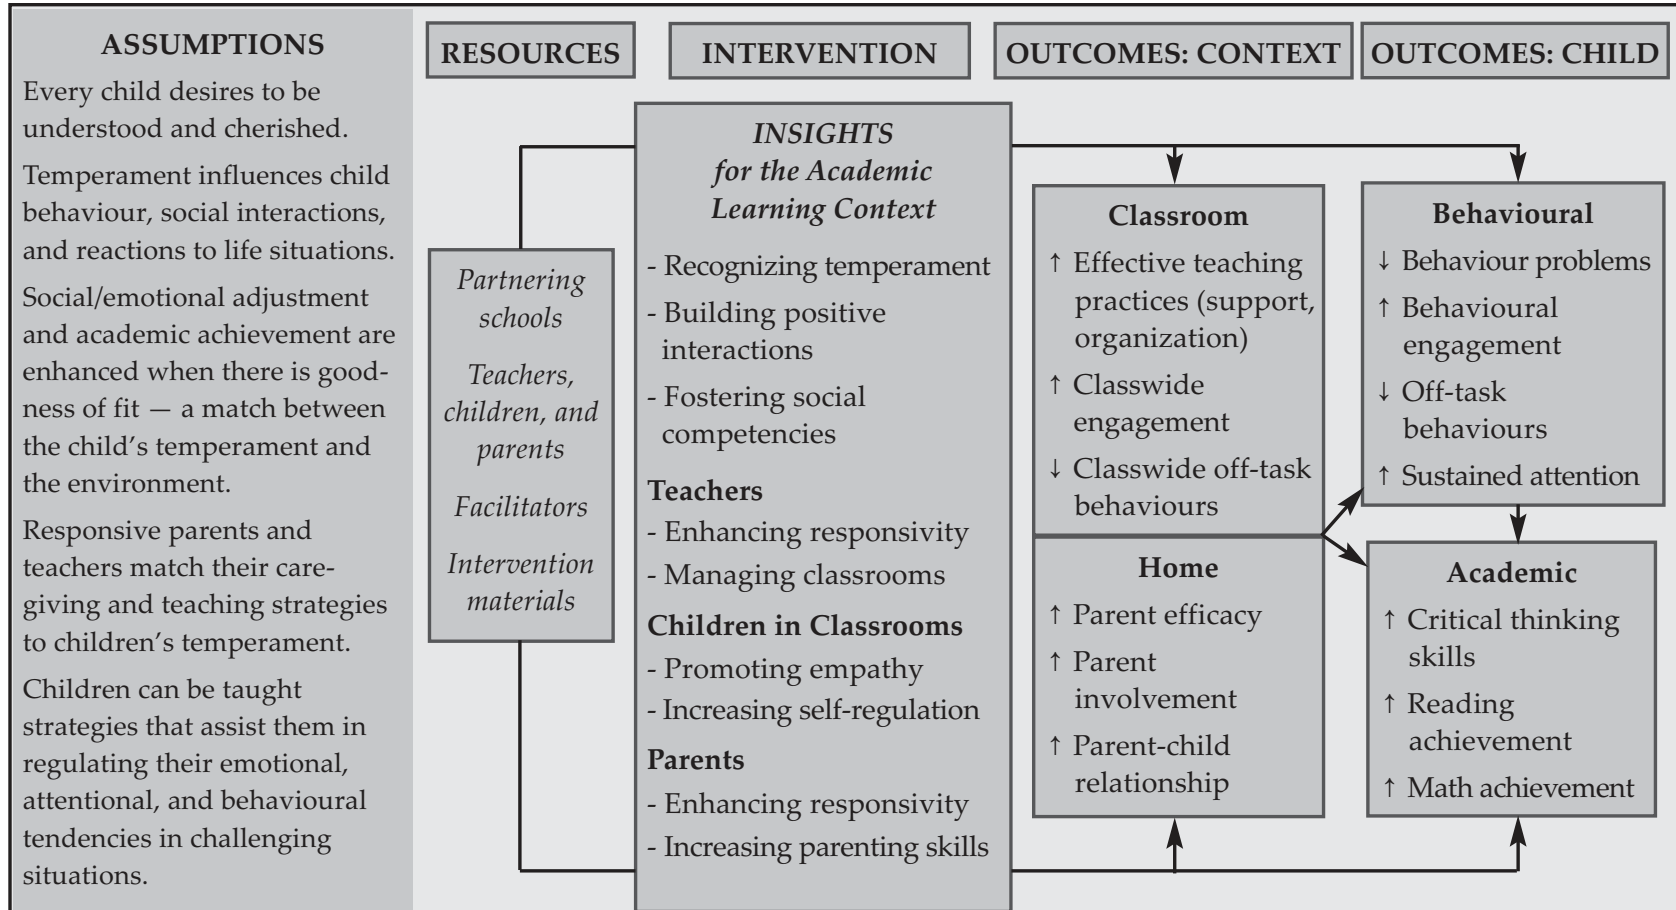 ASSUMPTIONS
Every child desires to be
understood and cherished.
Temperament influences child
behaviour, social interactions,
and reactions to life situations.
Social/emotional adjustment
and academic achievement are
enhanced when there is good-
ness of fit — a match between
the child's temperament and
the environment.
Responsive parents and
teachers match their care-
giving and teaching strategies
to children's temperament.
Children can be taught
strategies that assist them in
regulating their emotional,
attentional, and behavioural
tendencies in challenging
situations.
RESOURCES
Partnering
schools
Teachers,
children, and
parents
Facilitators
Intervention
materials
INTERVENTION
INSIGHTS
for the Academic
Learning Context
- Recognizing temperament
- Building positive
interactions
- Fostering social
competencies
Teachers
- Enhancing responsivity
- Managing classrooms
Children in Classrooms
- Promoting empathy
- Increasing self-regulation
Parents
- Enhancing responsivity
- Increasing parenting skills
OUTCOMES: CONTEXT
Classroom
↑ Effective teaching
practices (support,
organization)
↑ Classwide
engagement
↓ Classwide off-task
behaviours
Home
↑ Parent efficacy
↑ Parent
involvement
↑ Parent-child
relationship
OUTCOMES: CHILD
Behavioural
↓ Behaviour problems
↑ Behavioural
engagement
↓ Off-task
behaviours
↑ Sustained attention
Academic
↑ Critical thinking
skills
↑ Reading
achievement
↑ Math achievement